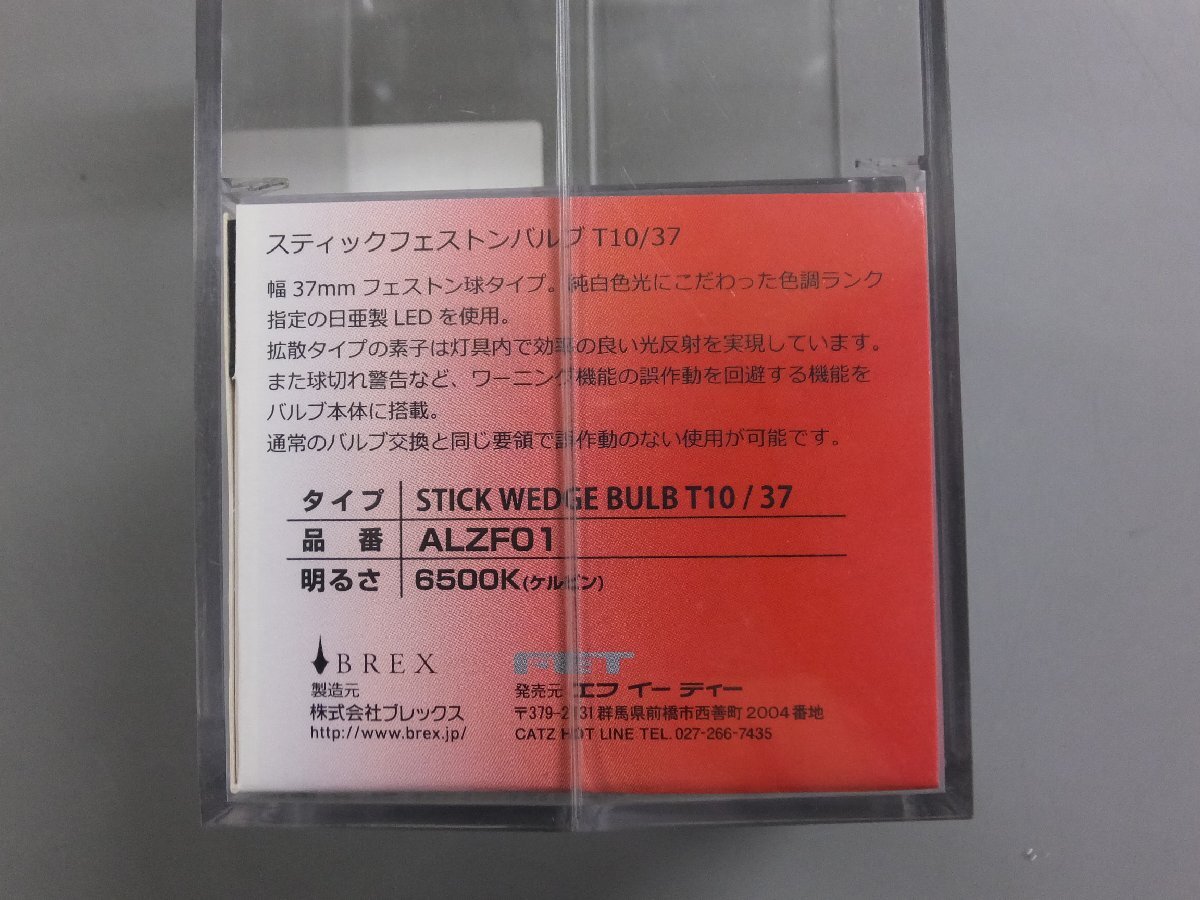 スティックフェストンバルブ T10/37
幅 37mm フェストン球タイプ。純白色光にこだわった色調ランク
指定の日亜製 LED を使用。
拡散タイプの素子は灯具内で効率の良い光反射を実現しています。
また球切れ警告など、ワーニング機能の誤作動を回避する機能を
バルブ本体に搭載。
通常のバルブ交換と同じ要領で誤作動のない使用が可能です。
タイプ STICK WEDGE BULB T10 / 37
品 番 ALZF01
明るさ 6500K(ケルビン)
BREX FET
製造元 発売元 エフ イー ティー
株式会社ブレックス 〒379-2131 群馬県前橋市西善町2004番地
http://www.brex.jp/ CATZ HOT LINE TEL. 027-266-7435